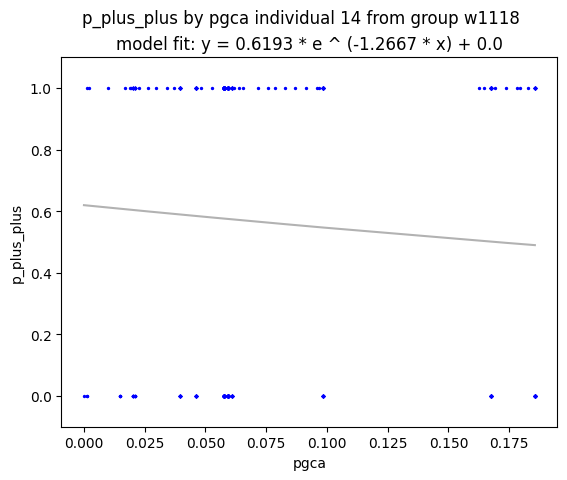 p_plus_plus by pgca individual 14 from group w1118
model fit: y = 0.6193 * e ^ (-1.2667 * x) + 0.0
1.0
0.8
0.6
0.4
0.2
0.0
p_plus_plus
0.000 0.025 0.050 0.075 0.100 0.125 0.150 0.175
pgca